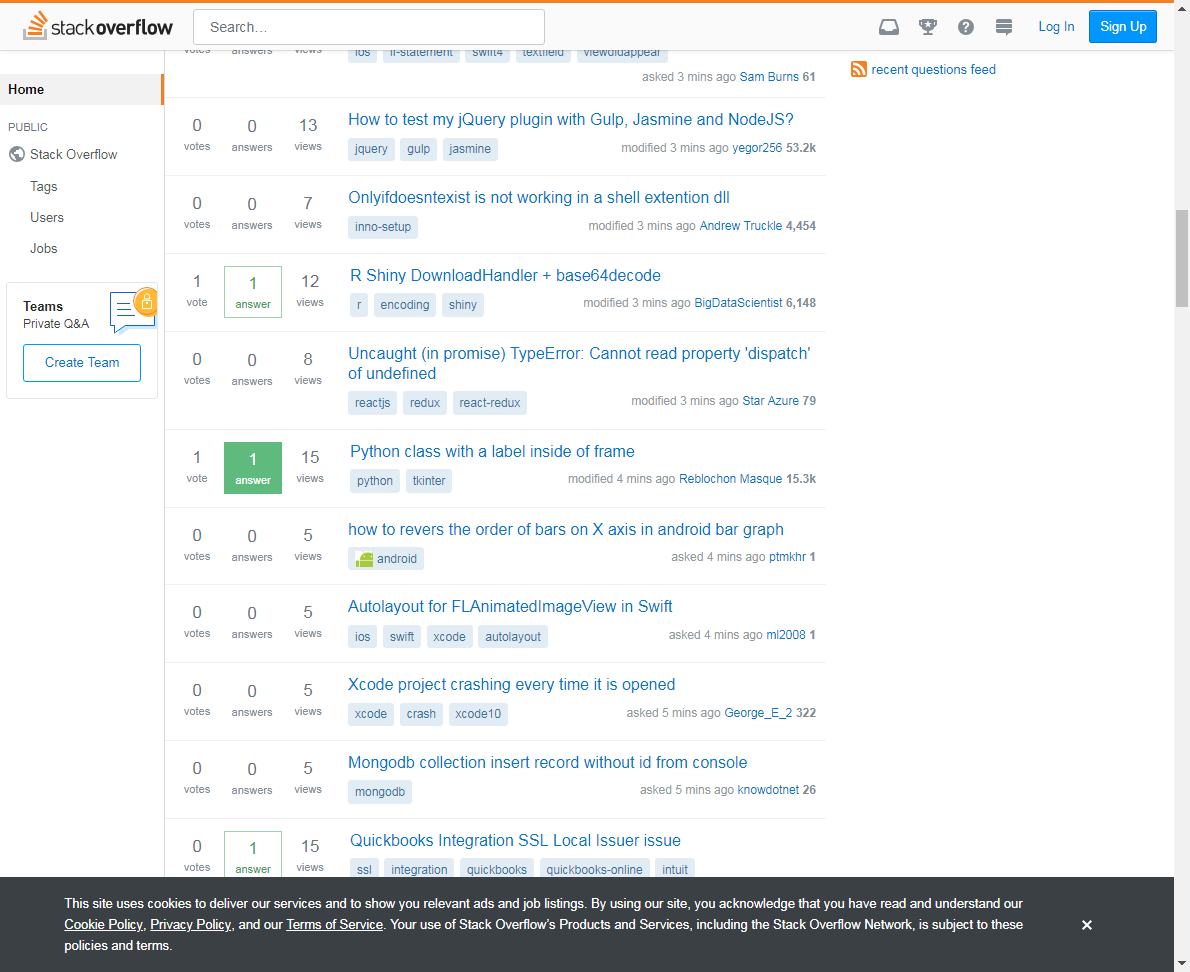 stackoverflow
Search…
Log In
Sign Up
votes answers views
ios if-statement swift4 textfield viewdidappear
asked 3 mins ago Sam Burns 61
recent questions feed
Home
PUBLIC
Stack Overflow
Tags
Users
Jobs
Teams
Private Q&A
Create Team
0 0 13
votes answers views
How to test my jQuery plugin with Gulp, Jasmine and NodeJS?
jquery gulp jasmine
modified 3 mins ago yegor256 53.2k
0 0 7
votes answers views
Onlyifdoesntexist is not working in a shell extention dll
inno-setup
modified 3 mins ago Andrew Truckle 4,454
1 1 12
vote answer views
R Shiny DownloadHandler + base64decode
r encoding shiny
modified 3 mins ago BigDataScientist 6,148
0 0 8
votes answers views
Uncaught (in promise) TypeError: Cannot read property 'dispatch'
of undefined
reactjs redux react-redux
modified 3 mins ago Star Azure 79
1 1 15
vote answer views
Python class with a label inside of frame
python tkinter
modified 4 mins ago Reblochon Masque 15.3k
0 0 5
votes answers views
how to revers the order of bars on X axis in android bar graph
android
asked 4 mins ago ptmkhr 1
0 0 5
votes answers views
Autolayout for FLAnimatedImageView in Swift
ios swift xcode autolayout
asked 4 mins ago ml2008 1
0 0 5
votes answers views
Xcode project crashing every time it is opened
xcode crash xcode10
asked 5 mins ago George_E_2 322
0 0 5
votes answers views
Mongodb collection insert record without id from console
mongodb
asked 5 mins ago knowdotnet 26
0 1 15
votes answer views
Quickbooks Integration SSL Local Issuer issue
ssl integration quickbooks quickbooks-online intuit
This site uses cookies to deliver our services and to show you relevant ads and job listings. By using our site, you acknowledge that you have read and understand our
Cookie Policy, Privacy Policy, and our Terms of Service. Your use of Stack Overflow's Products and Services, including the Stack Overflow Network, is subject to these
policies and terms.